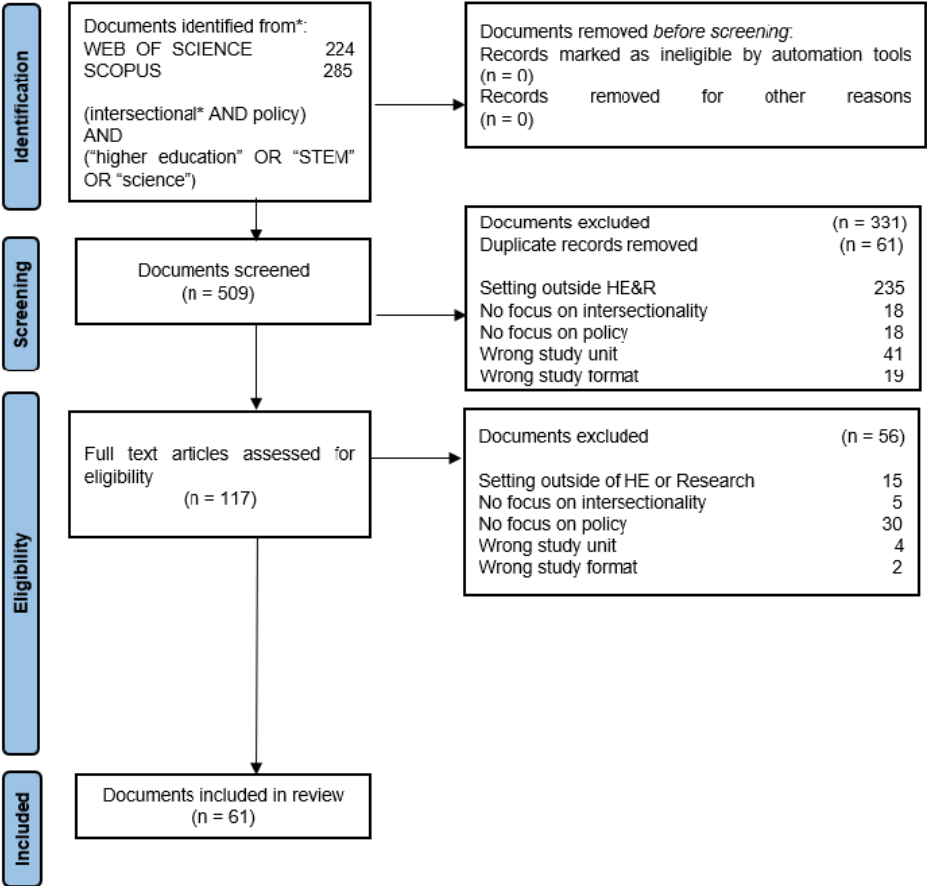 Identification
Documents identified from*:
WEB OF SCIENCE 224
SCOPUS 285
(intersectional* AND policy)
AND
(“higher education” OR “STEM”
OR “science”)
Documents removed before screening:
Records marked as ineligible by automation tools
(n = 0)
Records removed for other reasons
(n = 0)
Screening
Documents screened
(n = 509)
Documents excluded (n = 331)
Duplicate records removed (n = 61)
Setting outside HE&R 235
No focus on intersectionality 18
No focus on policy 18
Wrong study unit 41
Wrong study format 19
Eligibility
Full text articles assessed for
eligibility
(n = 117)
Documents excluded (n = 56)
Setting outside of HE or Research 15
No focus on intersectionality 5
No focus on policy 30
Wrong study unit 4
Wrong study format 2
Included
Documents included in review
(n = 61)